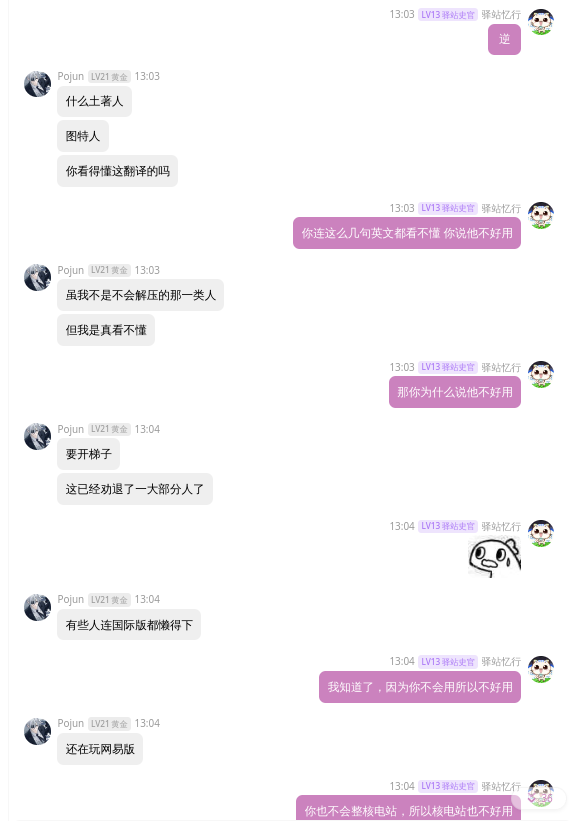 13:03 LV13 驿站史官 驿站忆行
逆
Pojun LV21 黄金 13:03
什么土著人
图特人
你看得懂这翻译的吗
13:03 LV13 驿站史官 驿站忆行
你连这么几句英文都看不懂 你说他不好用
Pojun LV21 黄金 13:03
虽我不是不会解压的那一类人
但我是真看不懂
13:03 LV13 驿站史官 驿站忆行
那你为什么说他不好用
Pojun LV21 黄金 13:04
要开梯子
这已经劝退了一大部分人了
13:04 LV13 驿站史官 驿站忆行
Pojun LV21 黄金 13:04
有些人连国际版都懒得下
13:04 LV13 驿站史官 驿站忆行
我知道了，因为你不会用所以不好用
Pojun LV21 黄金 13:04
还在玩网易版
13:04 LV13 驿站史官 驿站忆行
你也不会整核电站，所以核电站也不好用